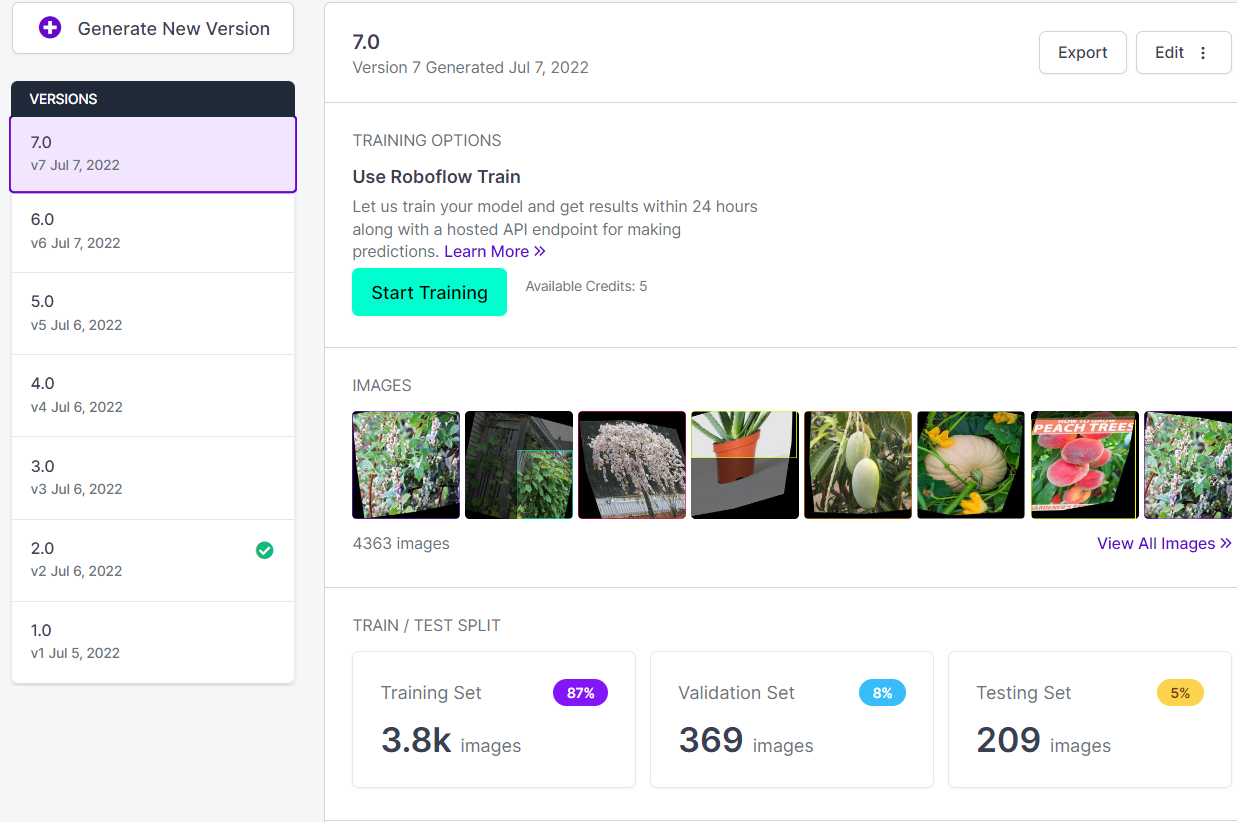 Generate New Version
VERSIONS
7.0
v7 Jul 7, 2022
6.0
v6 Jul 7, 2022
5.0
v5 Jul 6, 2022
4.0
v4 Jul 6, 2022
3.0
v3 Jul 6, 2022
2.0
v2 Jul 6, 2022
1.0
v1 Jul 5, 2022
7.0
Version 7 Generated Jul 7, 2022
Export
Edit
TRAINING OPTIONS
Use Roboflow Train
Let us train your model and get results within 24 hours
along with a hosted API endpoint for making
predictions. Learn More »
Start Training
Available Credits: 5
IMAGES
PEACH TREES
4363 images
View All Images »
TRAIN / TEST SPLIT
Training Set 87%
3.8k images
Validation Set 8%
369 images
Testing Set 5%
209 images